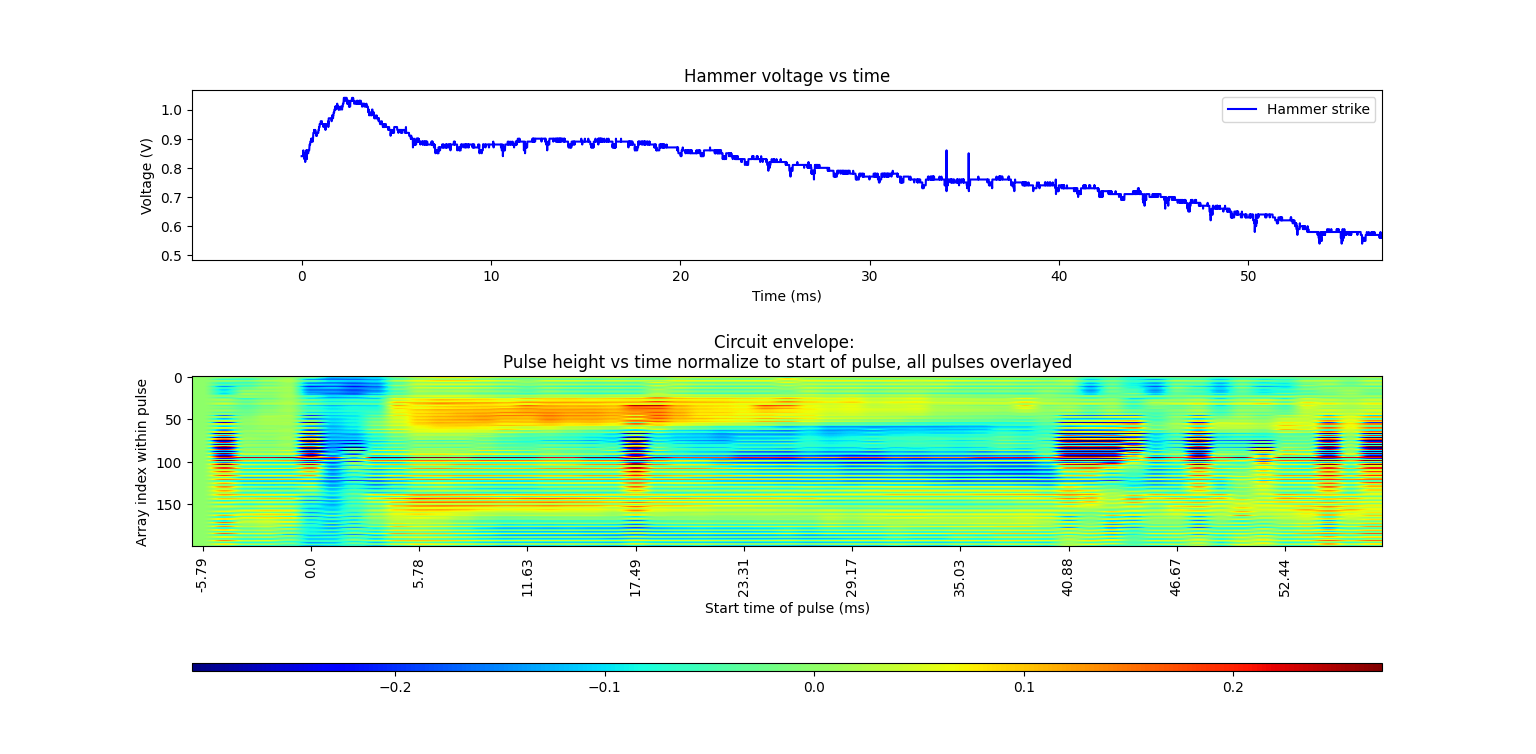 Hammer voltage vs time
Hammer strike
1.0
0.9
0.8
0.7
0.6
0.5
Voltage (V)
0 10 20 30 40 50
Time (ms)
Circuit envelope:
Pulse height vs time normalize to start of pulse, all pulses overlayed
0
50
100
150
Array index within pulse
-5.79 0.0 5.78 11.63 17.49 23.31 29.17 35.03 40.88 46.67 52.44
Start time of pulse (ms)
−0.2 −0.1 0.0 0.1 0.2